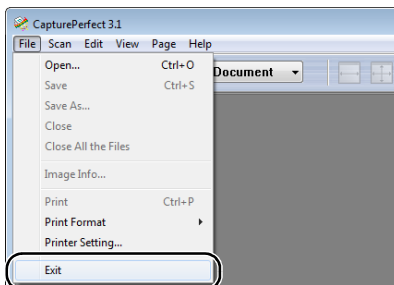 CapturePerfect 3.1
File Scan Edit View Page Help
Open... Ctrl+O
Document
Save Ctrl+S
Save As...
Close
Close All the Files
Image Info...
Print Ctrl+P
Print Format
Printer Setting...
Exit